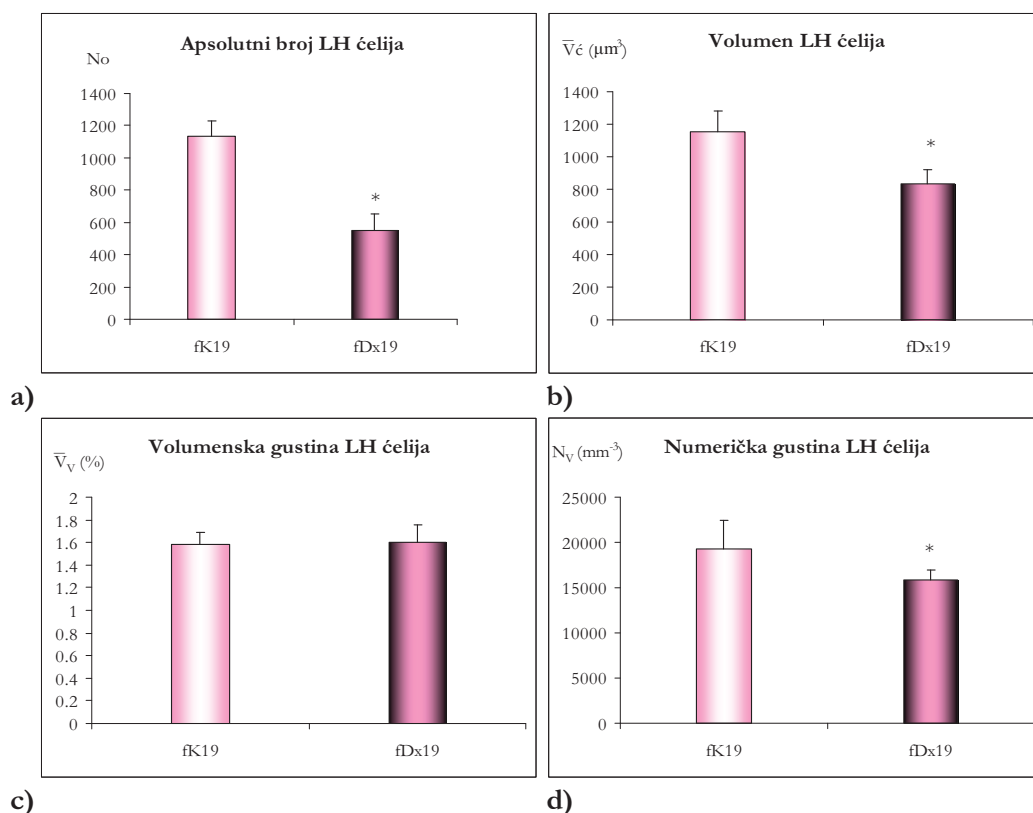 Apsolutni broj LH ćelija
No
1400
1200
1000
800
600
400
200
0
*
fK19
fDx19
a)
Volumen LH ćelija
V̅ć (µm³)
1400
1200
1000
800
600
400
200
0
*
fK19
fDx19
b)
Volumenska gustina LH ćelija
V̅V (%)
2
1.8
1.6
1.4
1.2
1
0.8
0.6
0.4
0.2
0
fK19
fDx19
c)
Numerička gustina LH ćelija
NV (mm⁻³)
25000
20000
15000
10000
5000
0
*
fK19
fDx19
d)